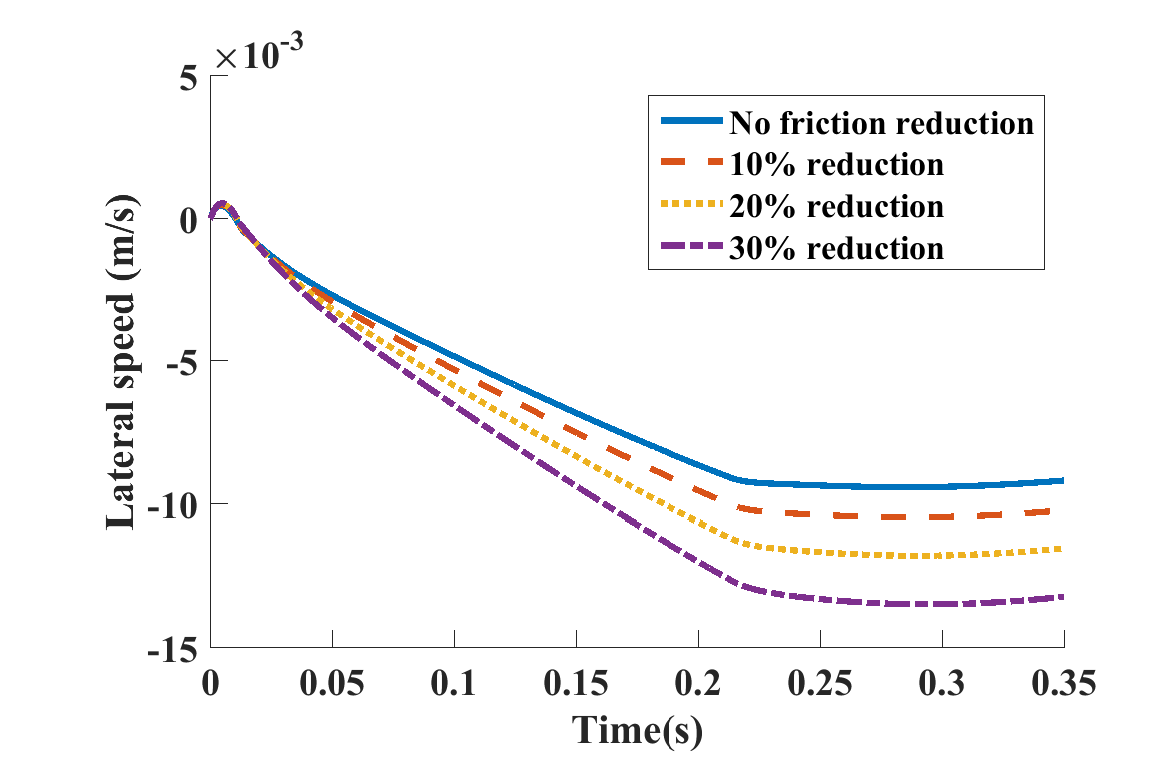 ×10-3
5
0
-5
-10
-15
Lateral speed (m/s)
No friction reduction
10% reduction
20% reduction
30% reduction
0 0.05 0.1 0.15 0.2 0.25 0.3 0.35
Time(s)